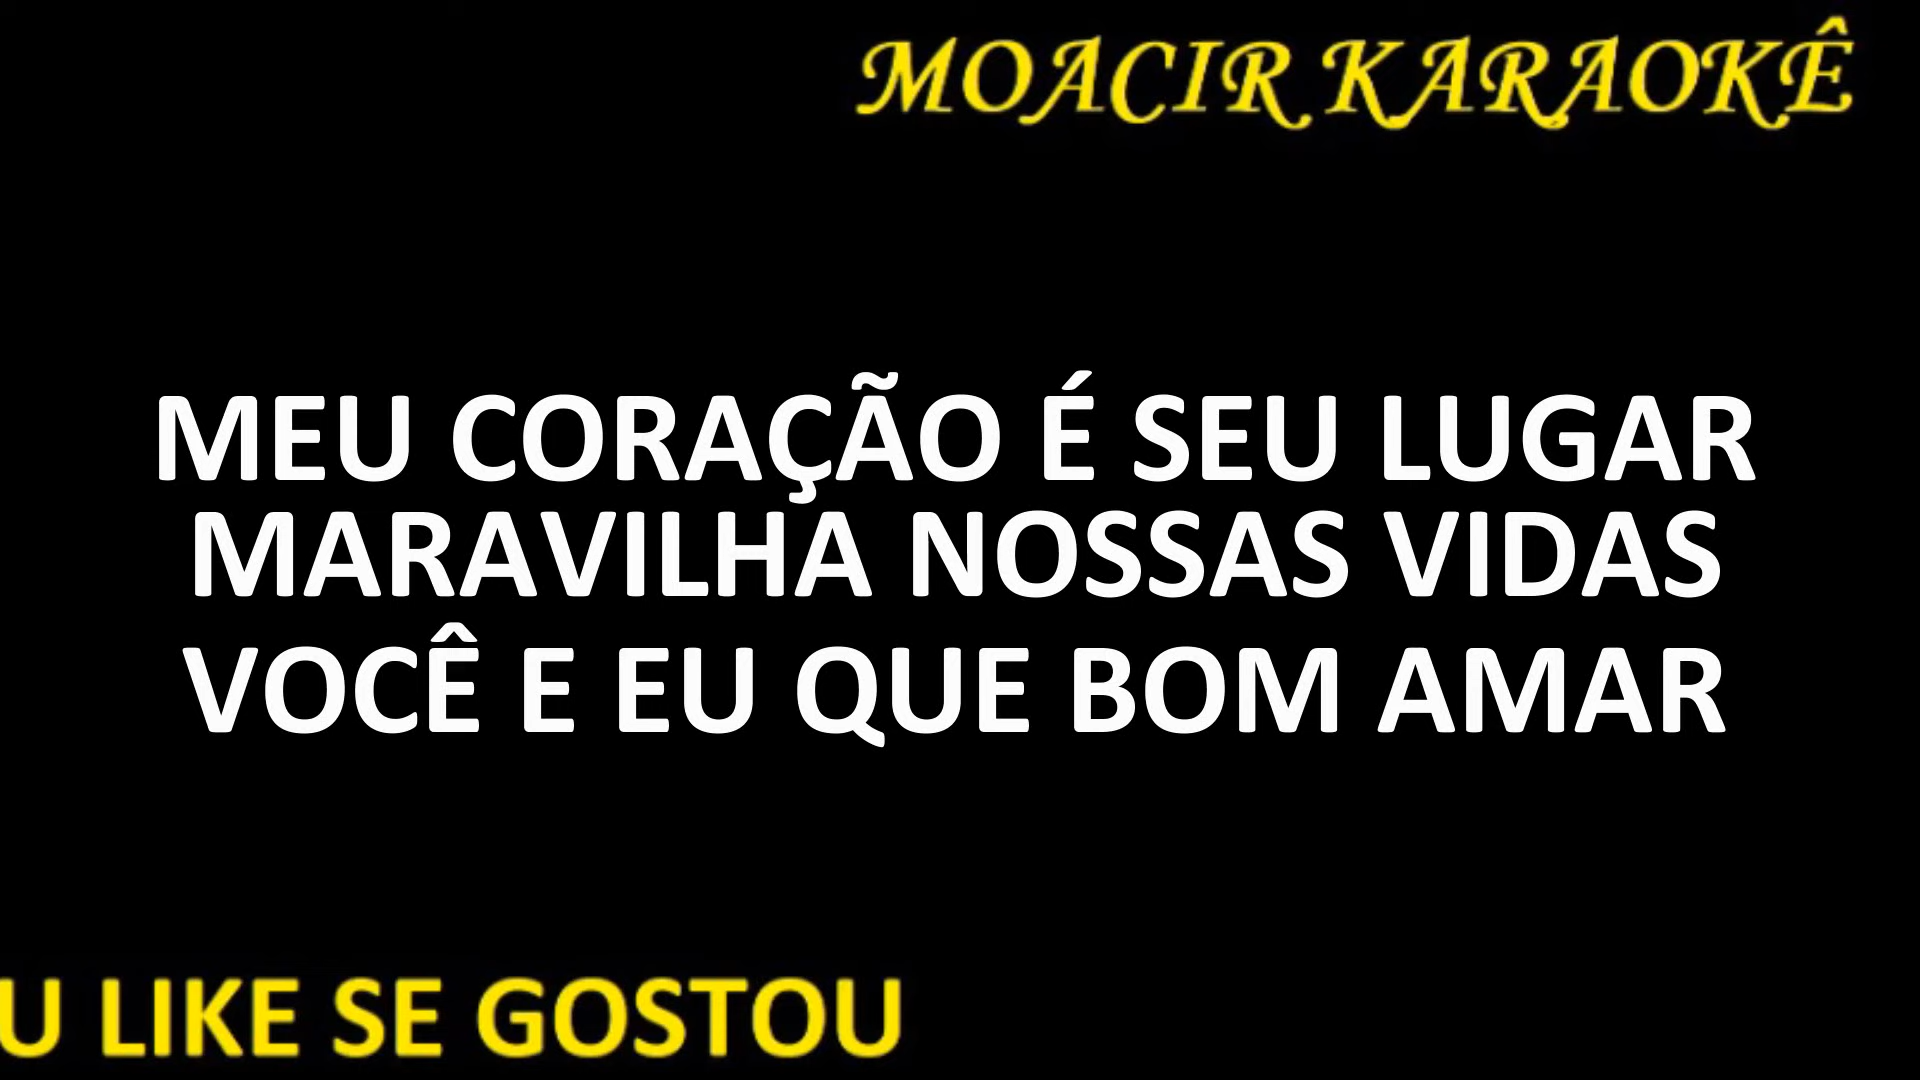 MOACIR KARAOKÊ
MEU CORAÇÃO É SEU LUGAR
MARAVILHA NOSSAS VIDAS
VOCÊ E EU QUE BOM AMAR
U LIKE SE GOSTOU